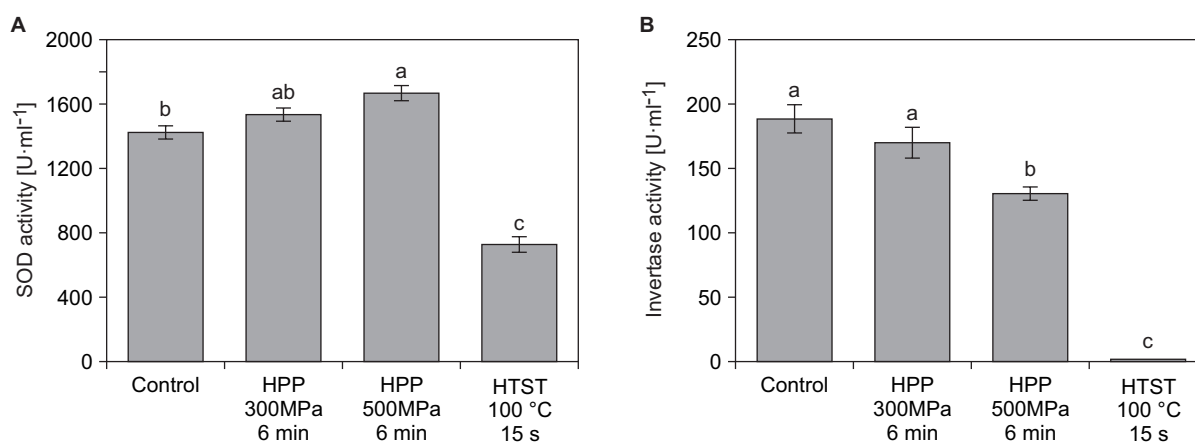 A
SOD activity [U·ml⁻¹]
2000
1600
1200
800
400
0
b
ab
a
c
Control
HPP
300MPa
6 min
HPP
500MPa
6 min
HTST
100 °C
15 s
B
Invertase activity [U·ml⁻¹]
250
200
150
100
50
0
a
a
b
c
Control
HPP
300MPa
6 min
HPP
500MPa
6 min
HTST
100 °C
15 s